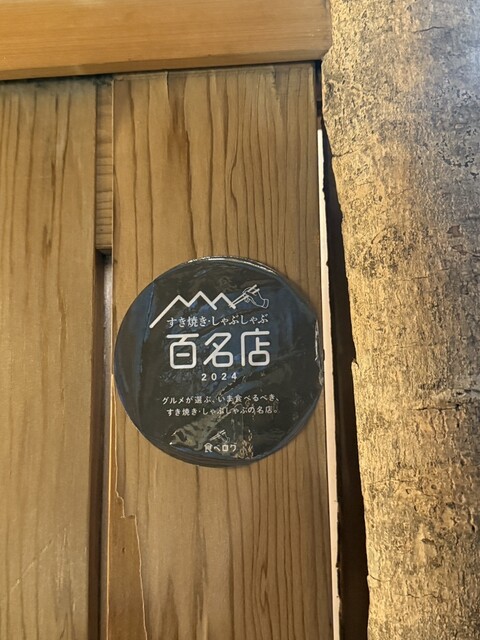 すき焼き・しゃぶしゃぶ
百名店
2024
グルメが選ぶ、いま食べるべき、
すき焼き・しゃぶしゃぶの名店。
食べログ